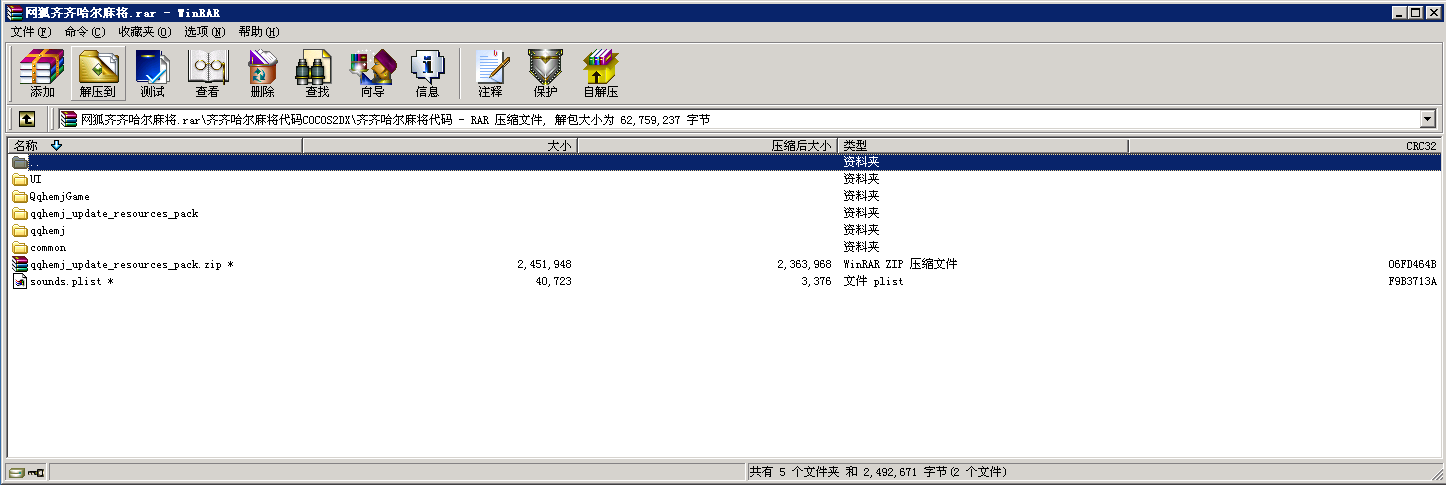 网狐齐齐哈尔麻将.rar - WinRAR
文件(F) 命令(C) 收藏夹(O) 选项(N) 帮助(H)
添加 解压到 测试 查看 删除 查找 向导 信息 注释 保护 自解压
网狐齐齐哈尔麻将.rar\齐齐哈尔麻将代码COCOS2DX\齐齐哈尔麻将代码 - RAR 压缩文件, 解包大小为 62,759,237 字节
名称 大小 压缩后大小 类型 CRC32
.. 资料夹
UI 资料夹
QqhemjGame 资料夹
qqhemj_update_resources_pack 资料夹
qqhemj 资料夹
common 资料夹
qqhemj_update_resources_pack.zip * 2,451,948 2,363,968 WinRAR ZIP 压缩文件 06FD464B
sounds.plist * 40,723 3,376 文件 plist F9B3713A
共有 5 个文件夹 和 2,492,671 字节(2 个文件)